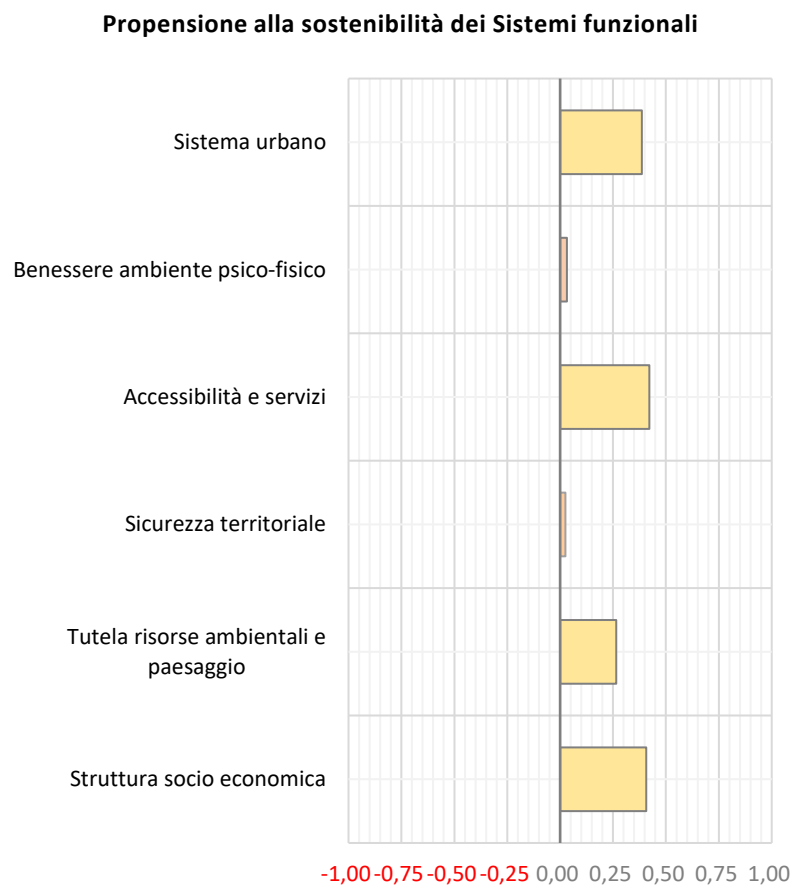 Propensione alla sostenibilità dei Sistemi funzionali
Sistema urbano
Benessere ambiente psico-fisico
Accessibilità e servizi
Sicurezza territoriale
Tutela risorse ambientali e
paesaggio
Struttura socio economica
-1,00 -0,75 -0,50 -0,25 0,00 0,25 0,50 0,75 1,00